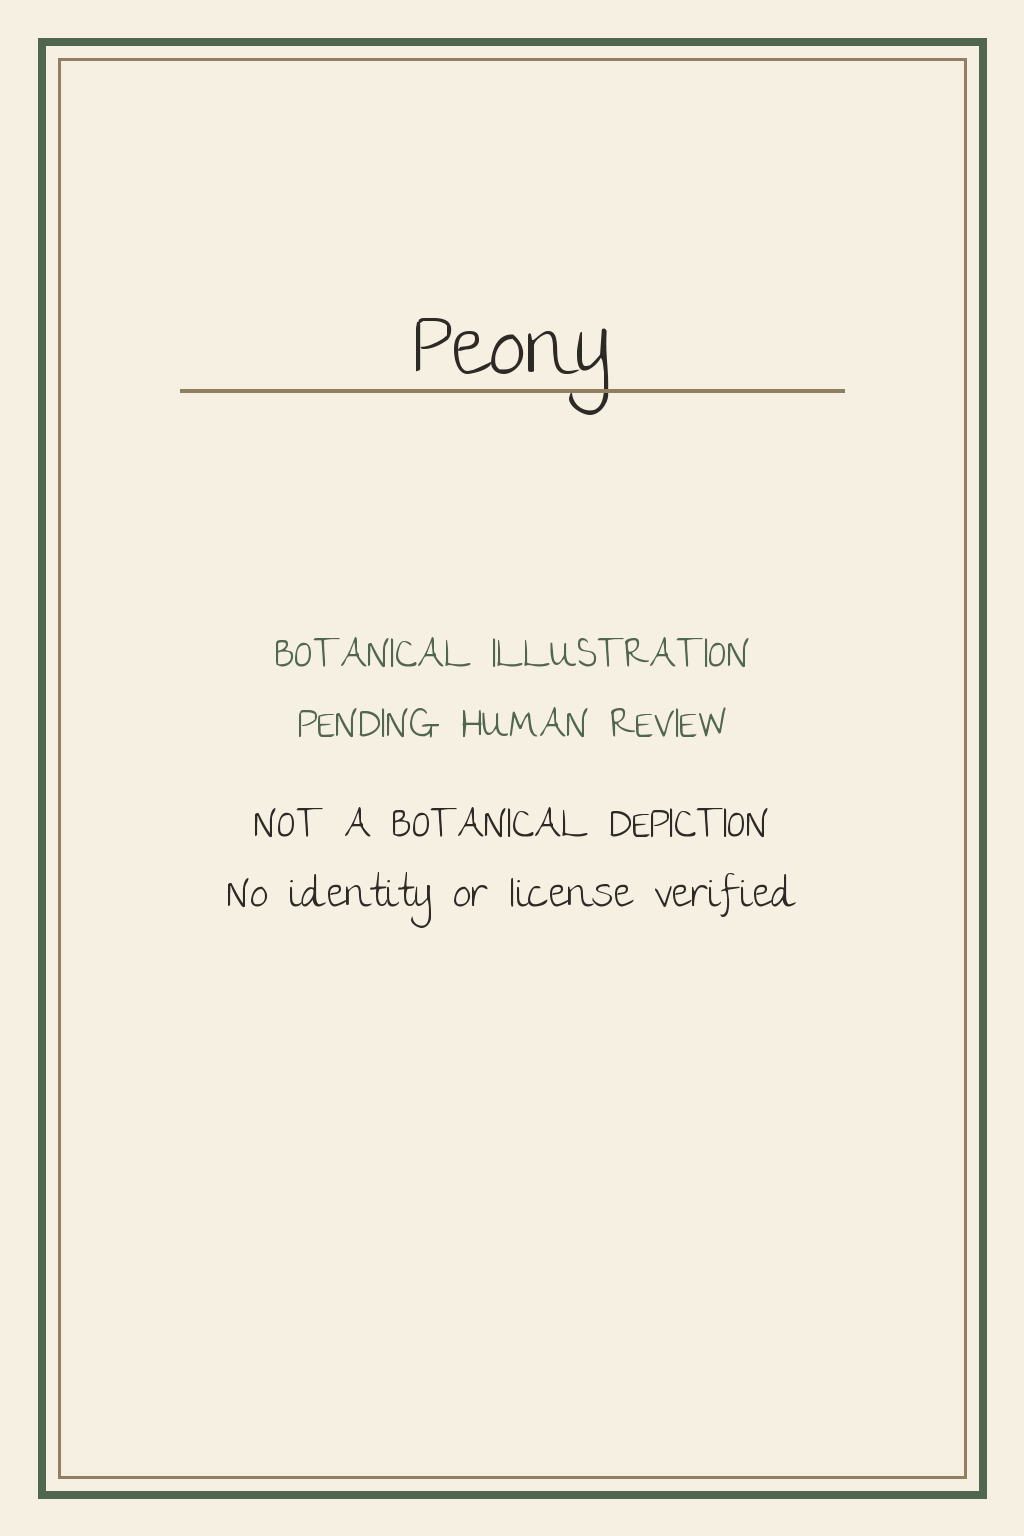 Peony
BOTANICAL ILLUSTRATION
PENDING HUMAN REVIEW
NOT A BOTANICAL DEPICTION
No identity or license verified